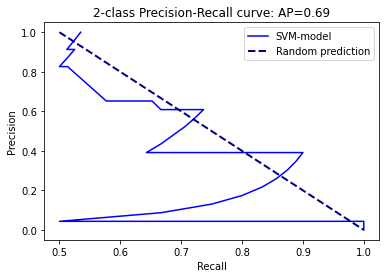 2-class Precision-Recall curve: AP=0.69
SVM-model
Random prediction
Precision
1.0
0.8
0.6
0.4
0.2
0.0
0.5 0.6 0.7 0.8 0.9 1.0
Recall